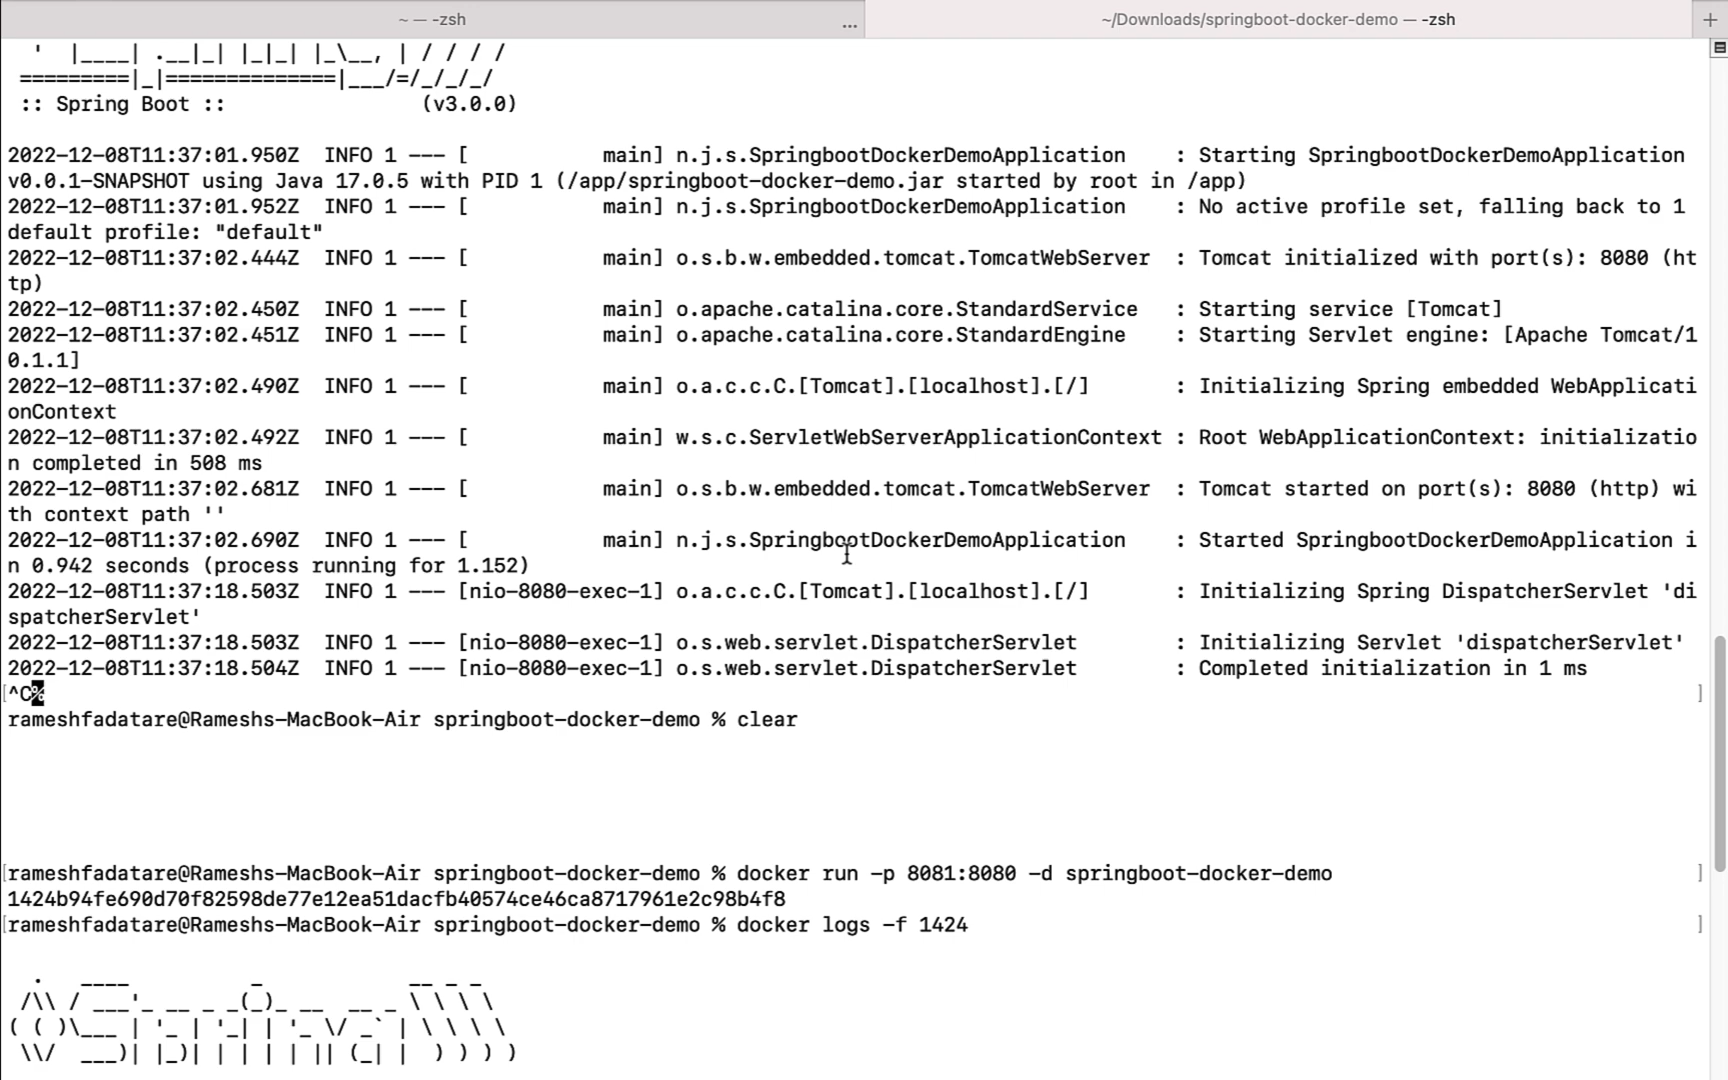 ~ — -zsh
...
~/Downloads/springboot-docker-demo — -zsh
+
  '  |____| .__|_| |_|_| |_\__, | / / / /
 =========|_|==============|___/=/_/_/_/
 :: Spring Boot ::                (v3.0.0)
2022-12-08T11:37:01.950Z  INFO 1 --- [           main] n.j.s.SpringbootDockerDemoApplication    : Starting SpringbootDockerDemoApplication
v0.0.1-SNAPSHOT using Java 17.0.5 with PID 1 (/app/springboot-docker-demo.jar started by root in /app)
2022-12-08T11:37:01.952Z  INFO 1 --- [           main] n.j.s.SpringbootDockerDemoApplication    : No active profile set, falling back to 1
default profile: "default"
2022-12-08T11:37:02.444Z  INFO 1 --- [           main] o.s.b.w.embedded.tomcat.TomcatWebServer  : Tomcat initialized with port(s): 8080 (ht
tp)
2022-12-08T11:37:02.450Z  INFO 1 --- [           main] o.apache.catalina.core.StandardService   : Starting service [Tomcat]
2022-12-08T11:37:02.451Z  INFO 1 --- [           main] o.apache.catalina.core.StandardEngine    : Starting Servlet engine: [Apache Tomcat/1
0.1.1]
2022-12-08T11:37:02.490Z  INFO 1 --- [           main] o.a.c.c.C.[Tomcat].[localhost].[/]       : Initializing Spring embedded WebApplicati
onContext
2022-12-08T11:37:02.492Z  INFO 1 --- [           main] w.s.c.ServletWebServerApplicationContext : Root WebApplicationContext: initializatio
n completed in 508 ms
2022-12-08T11:37:02.681Z  INFO 1 --- [           main] o.s.b.w.embedded.tomcat.TomcatWebServer  : Tomcat started on port(s): 8080 (http) wi
th context path ''
2022-12-08T11:37:02.690Z  INFO 1 --- [           main] n.j.s.SpringbootDockerDemoApplication    : Started SpringbootDockerDemoApplication i
n 0.942 seconds (process running for 1.152)
2022-12-08T11:37:18.503Z  INFO 1 --- [nio-8080-exec-1] o.a.c.c.C.[Tomcat].[localhost].[/]       : Initializing Spring DispatcherServlet 'di
spatcherServlet'
2022-12-08T11:37:18.503Z  INFO 1 --- [nio-8080-exec-1] o.s.web.servlet.DispatcherServlet        : Initializing Servlet 'dispatcherServlet'
2022-12-08T11:37:18.504Z  INFO 1 --- [nio-8080-exec-1] o.s.web.servlet.DispatcherServlet        : Completed initialization in 1 ms
^C%
rameshfadatare@Rameshs-MacBook-Air springboot-docker-demo % clear
rameshfadatare@Rameshs-MacBook-Air springboot-docker-demo % docker run -p 8081:8080 -d springboot-docker-demo
1424b94fe690d70f82598de77e12ea51dacfb40574ce46ca8717961e2c98b4f8
rameshfadatare@Rameshs-MacBook-Air springboot-docker-demo % docker logs -f 1424
  .   ____          _            __ _ _
 /\\ / ___'_ __ _ _(_)_ __  __ _ \ \ \ \
( ( )\___ | '_ | '_| | '_ \/ _` | \ \ \ \
 \\/  ___)| |_)| | | | | || (_| |  ) ) ) )